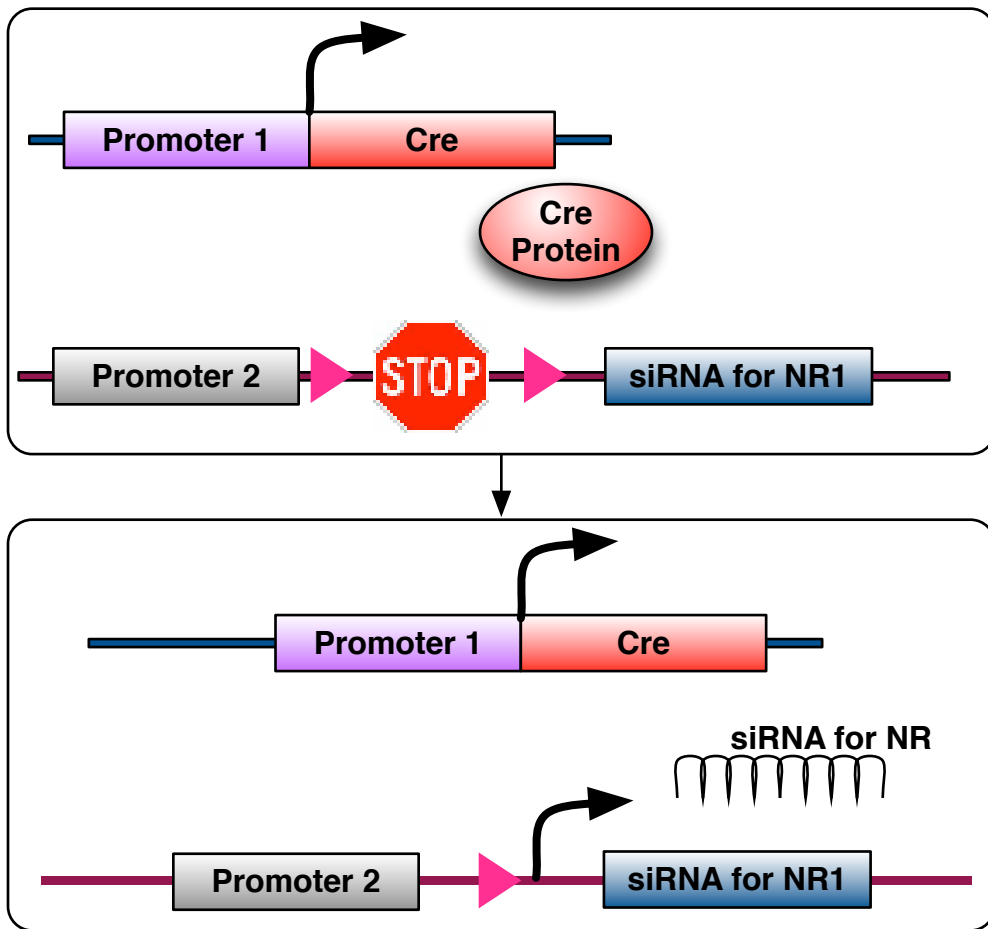 Promoter 1
Cre
Cre
Protein
Promoter 2
STOP
siRNA for NR1
Promoter 1
Cre
siRNA for NR
Promoter 2
siRNA for NR1